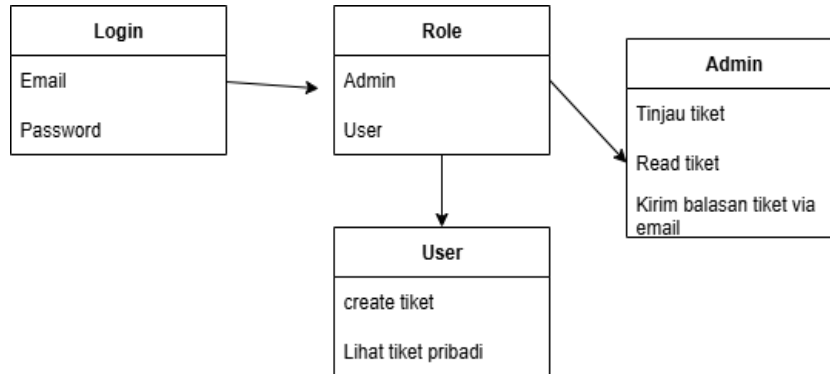 Login
Email
Password
Role
Admin
User
Admin
Tinjau tiket
Read tiket
Kirim balasan tiket via
email
User
create tiket
Lihat tiket pribadi